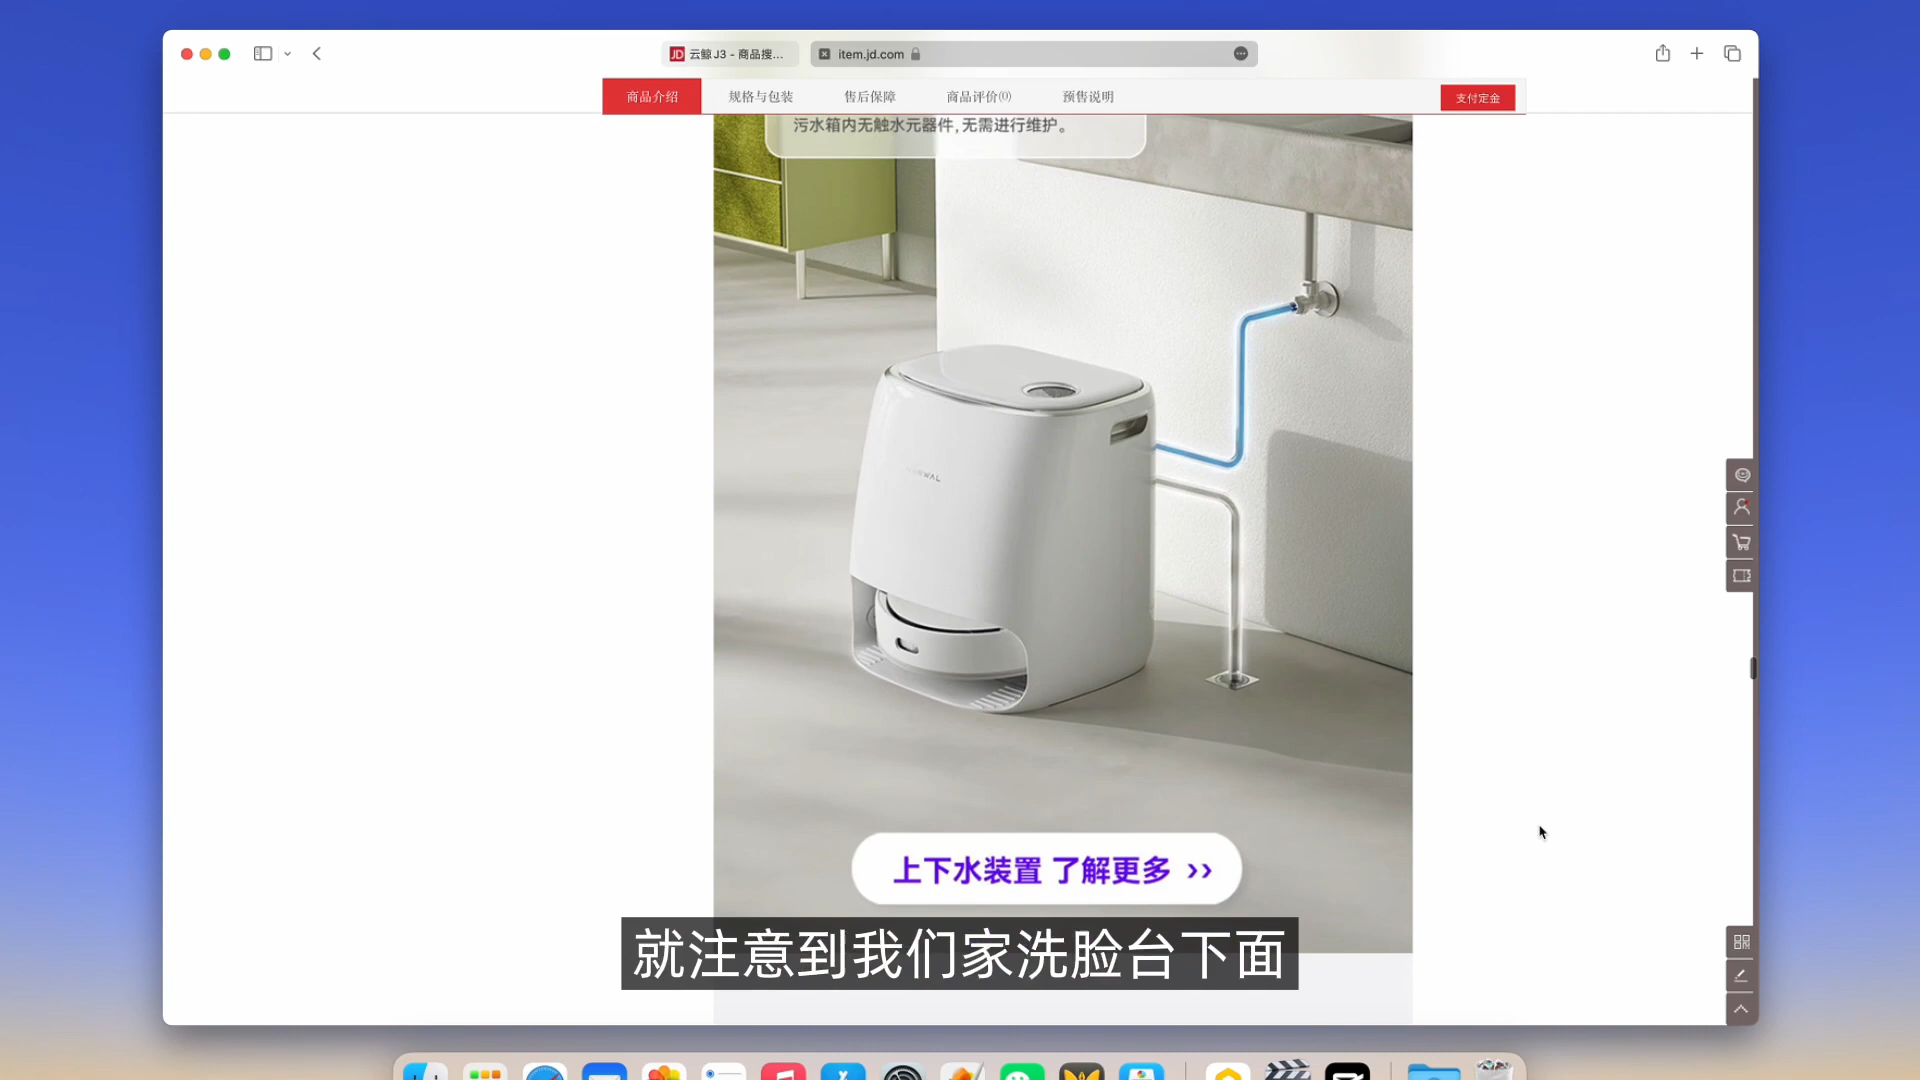 JD 云鲸J3 - 商品搜...
item.jd.com
商品介绍
规格与包装
售后保障
商品评价(0)
预售说明
支付定金
污水箱内无触水元器件，无需进行维护。
上下水装置 了解更多 >>
就注意到我们家洗脸台下面